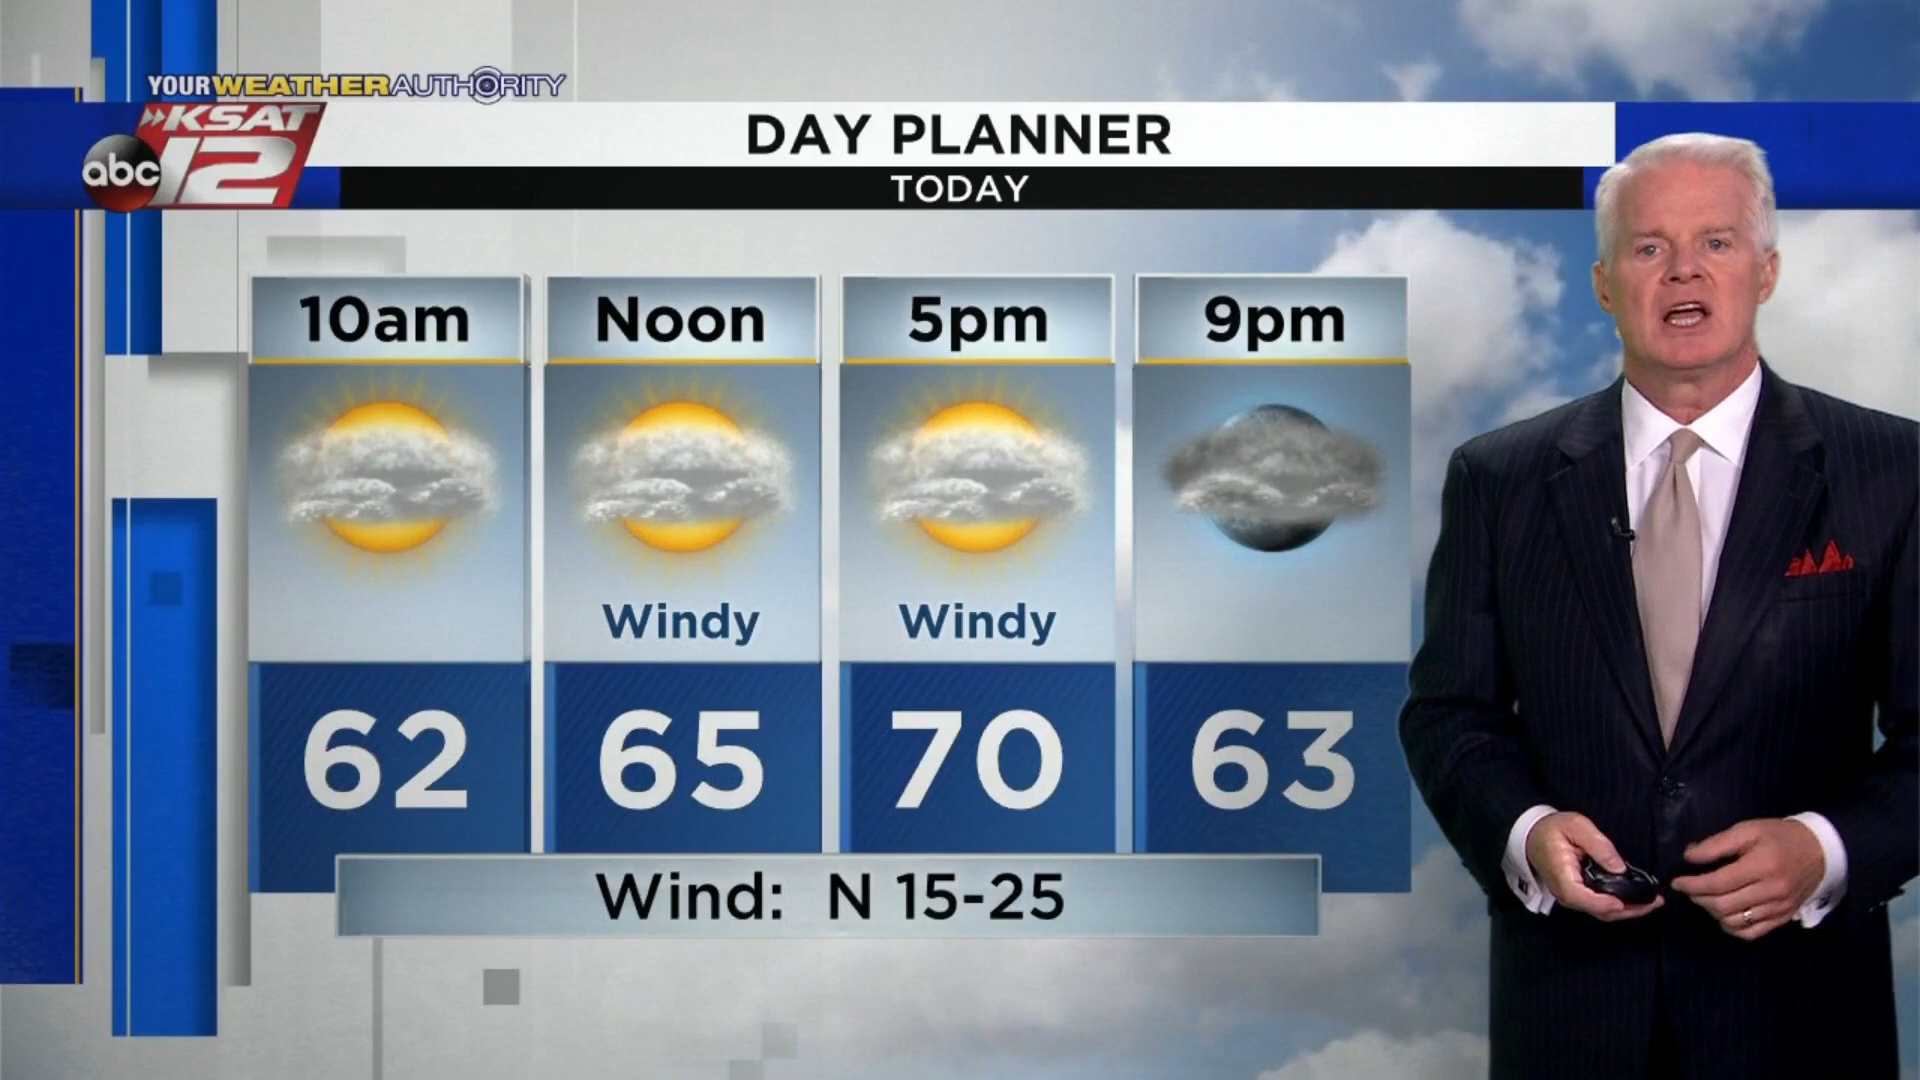 YOUR WEATHER AUTHORITY
KSAT
abc 12
DAY PLANNER
TODAY
10am Noon 5pm 9pm
Windy Windy
62 65 70 63
Wind: N 15-25